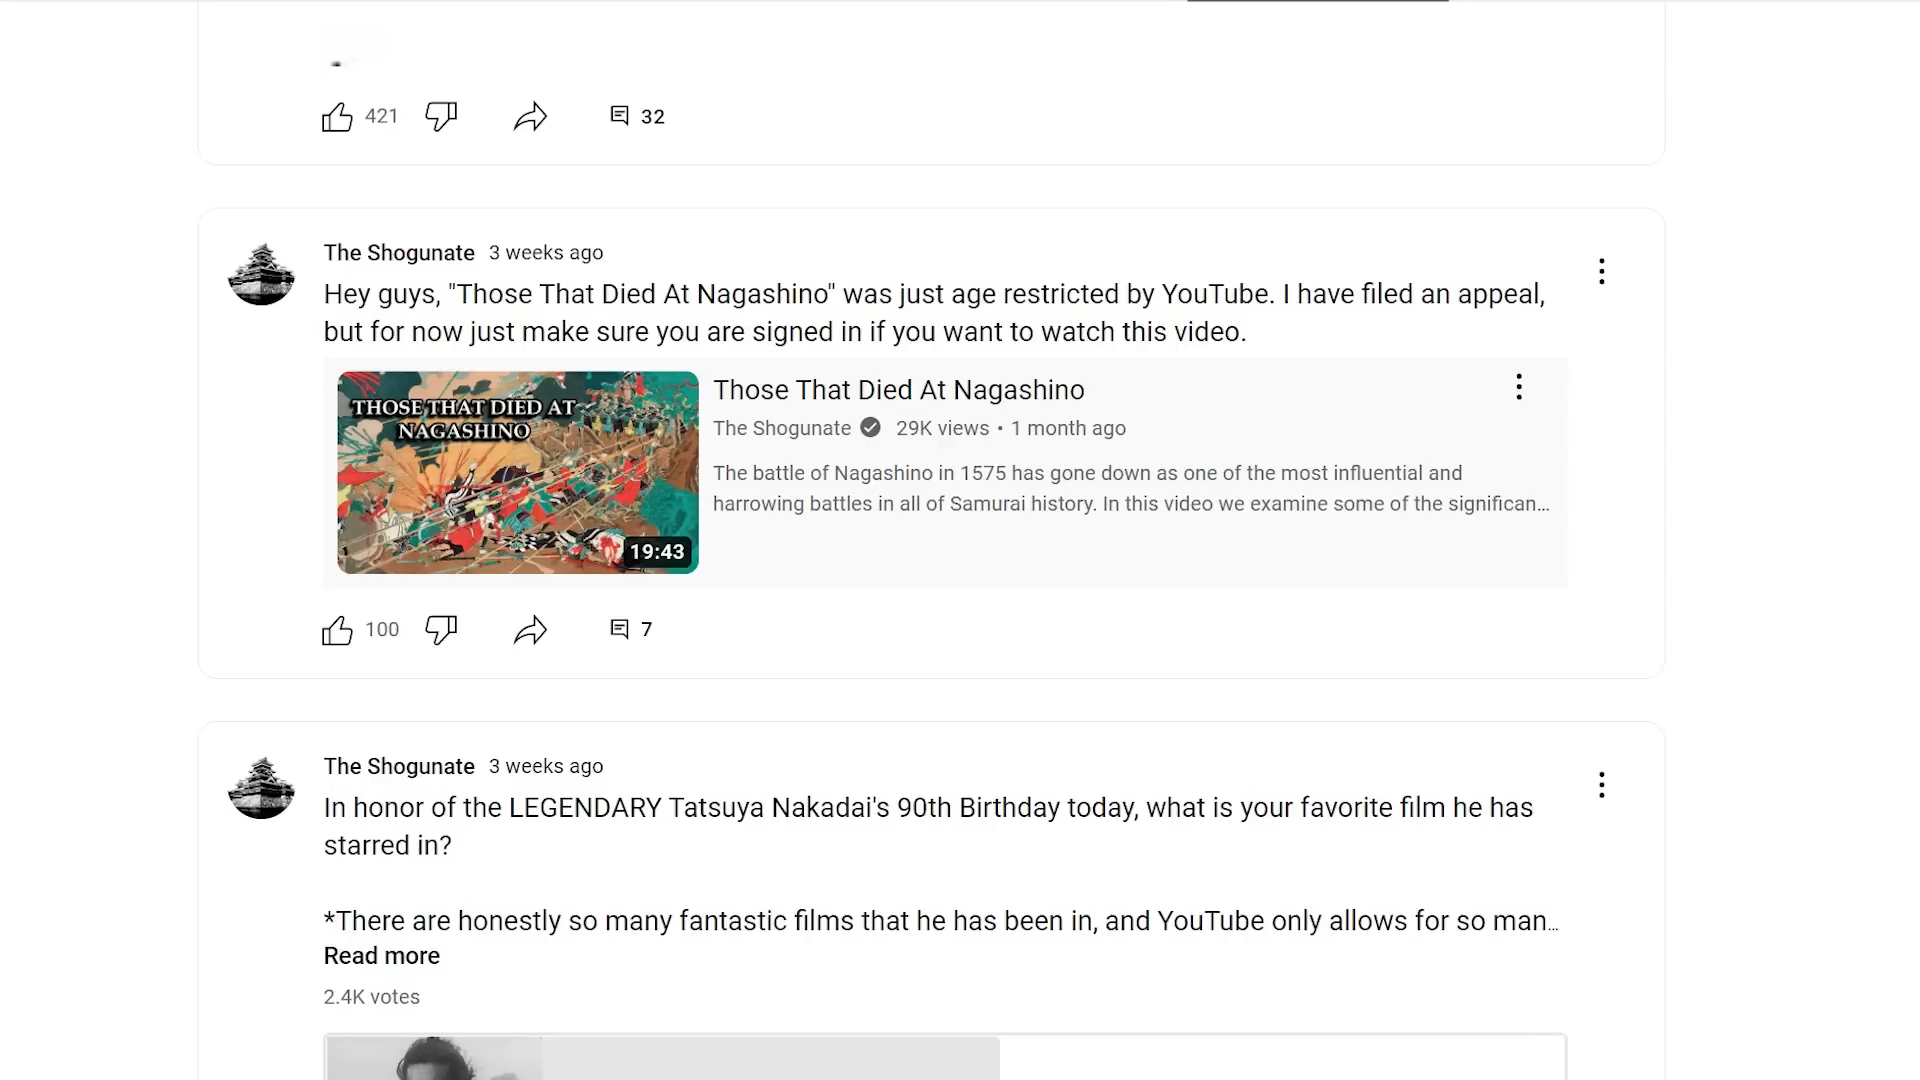 421
32
The Shogunate 3 weeks ago
Hey guys, "Those That Died At Nagashino" was just age restricted by YouTube. I have filed an appeal,
but for now just make sure you are signed in if you want to watch this video.
THOSE THAT DIED AT
NAGASHINO
19:43
Those That Died At Nagashino
The Shogunate 29K views • 1 month ago
The battle of Nagashino in 1575 has gone down as one of the most influential and
harrowing battles in all of Samurai history. In this video we examine some of the significan...
100
7
The Shogunate 3 weeks ago
In honor of the LEGENDARY Tatsuya Nakadai's 90th Birthday today, what is your favorite film he has
starred in?
*There are honestly so many fantastic films that he has been in, and YouTube only allows for so man...
Read more
2.4K votes